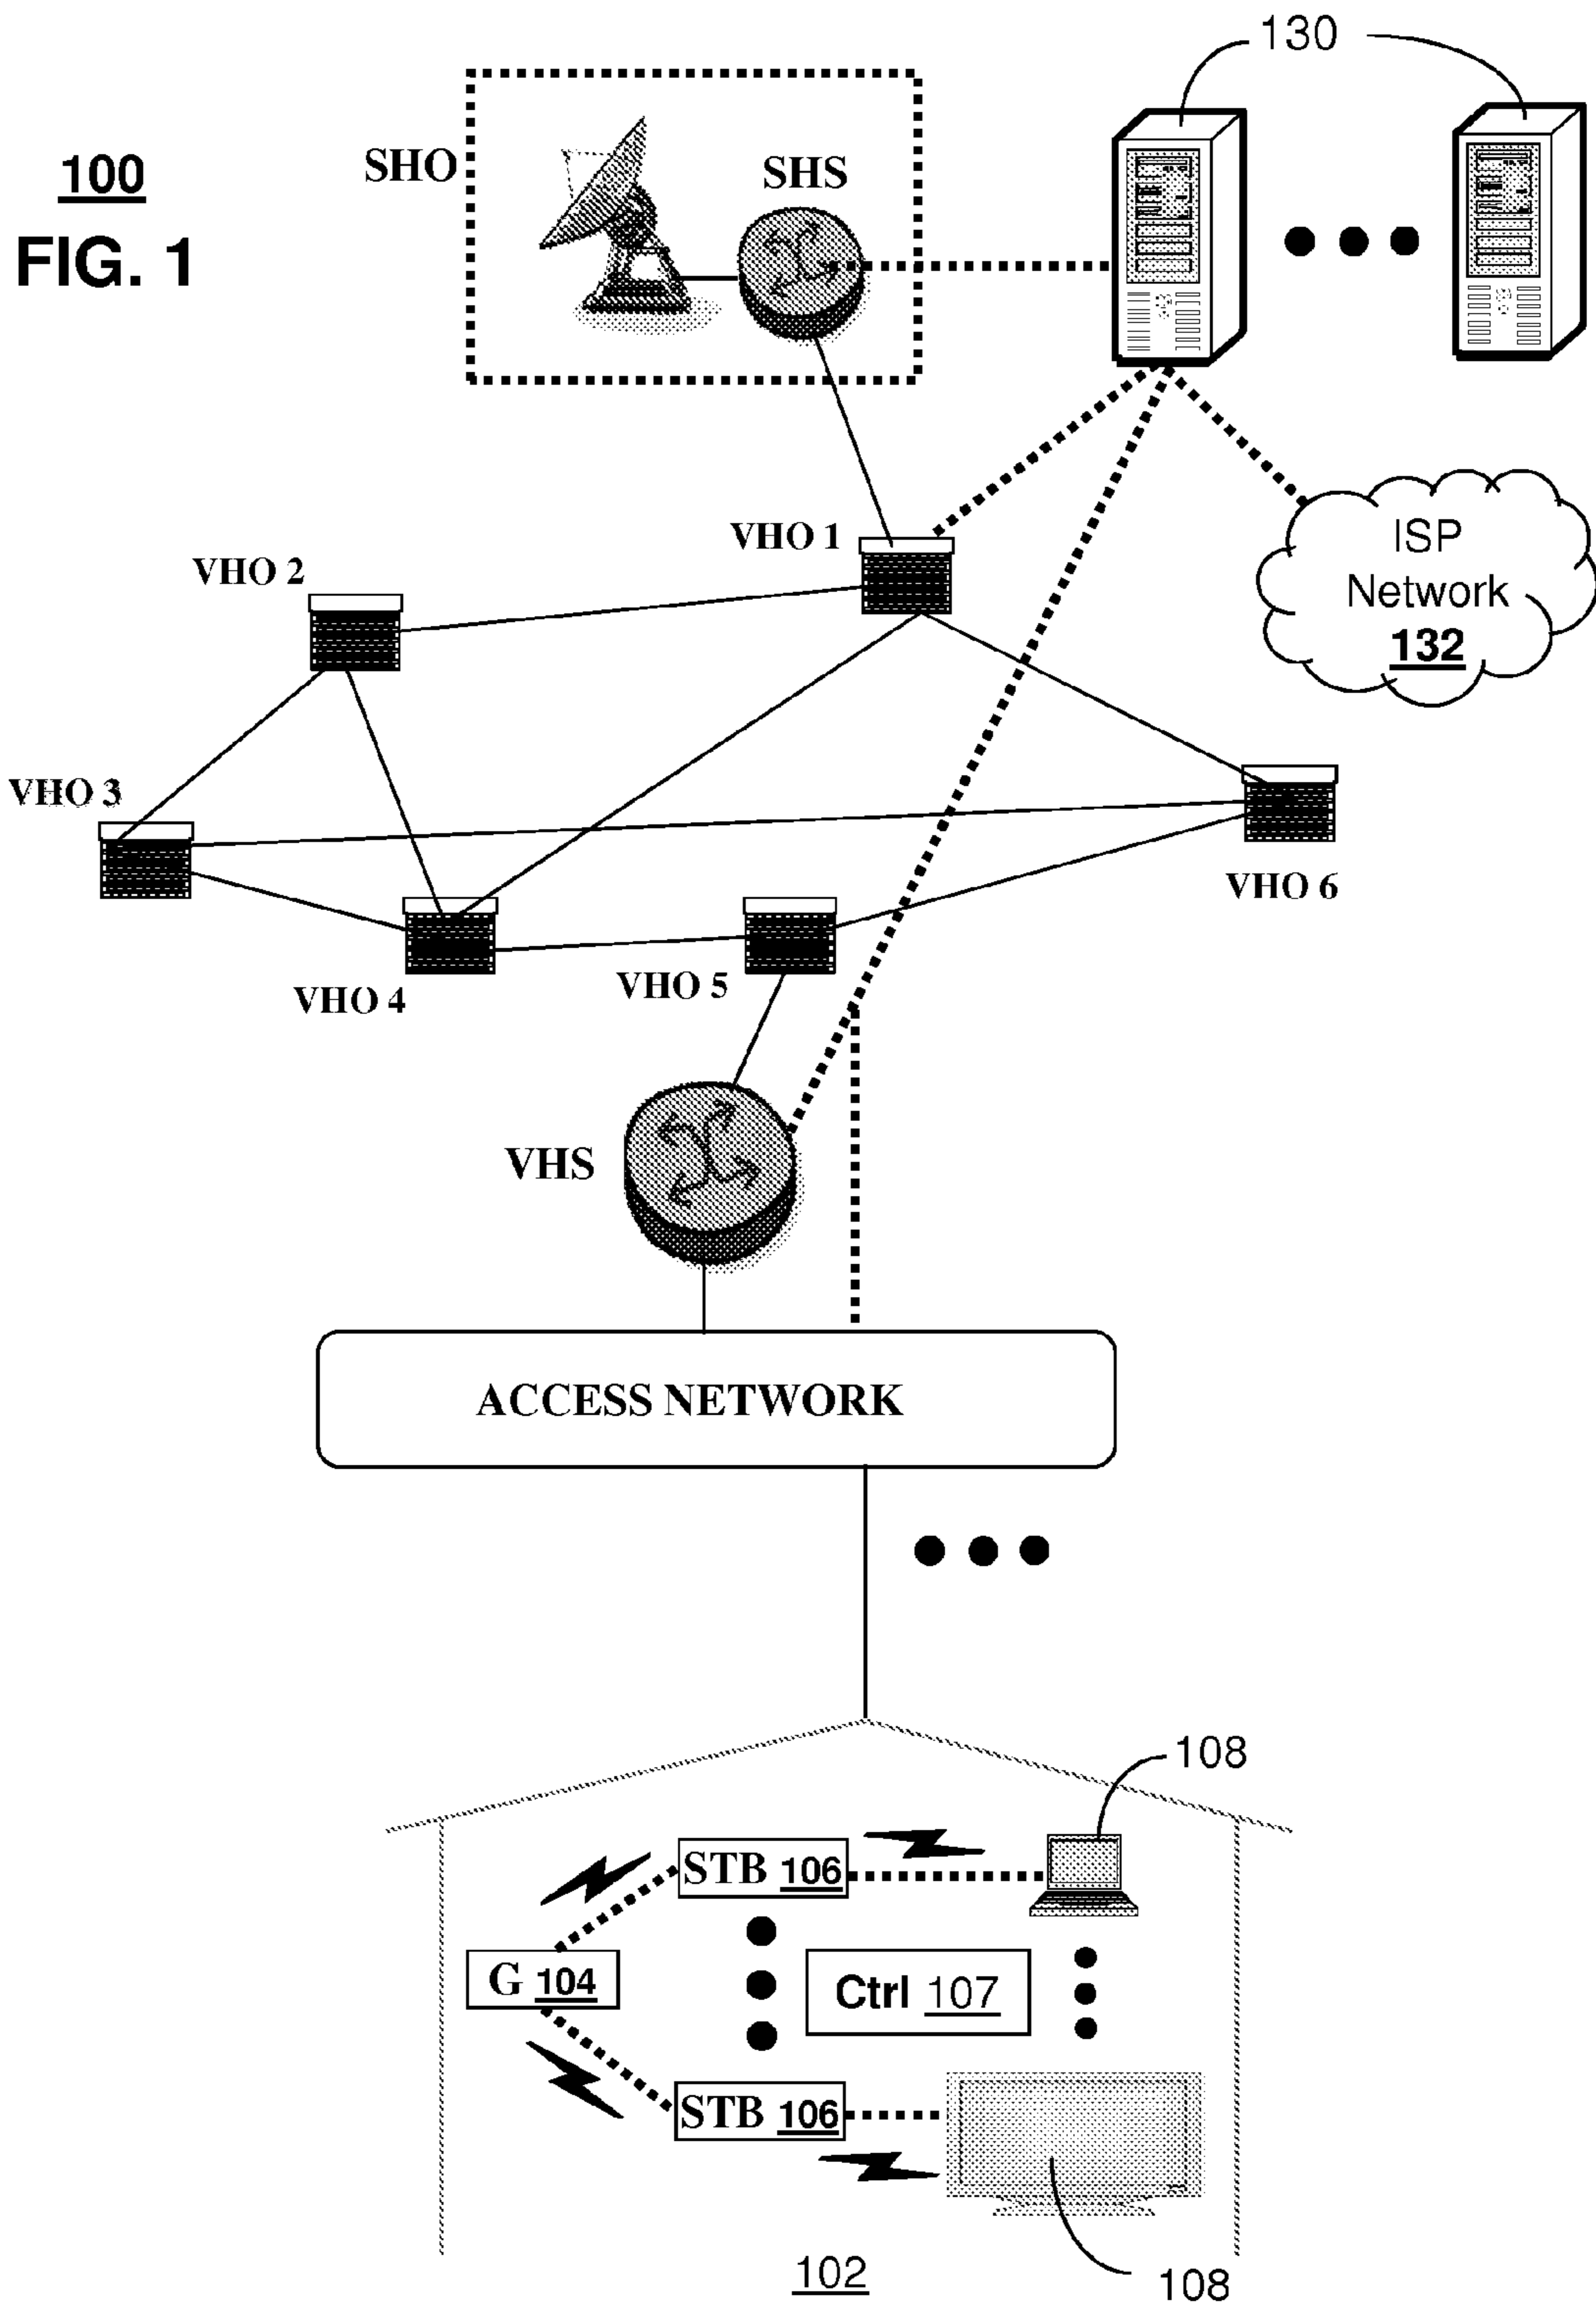 130
100
FIG. 1
SHO
SHS
VHO 1
VHO 2
ISP
Network
132
VHO 3
VHO 6
VHO 4
VHO 5
VHS
ACCESS NETWORK
108
STB 106
G 104
Ctrl 107
STB 106
102
108